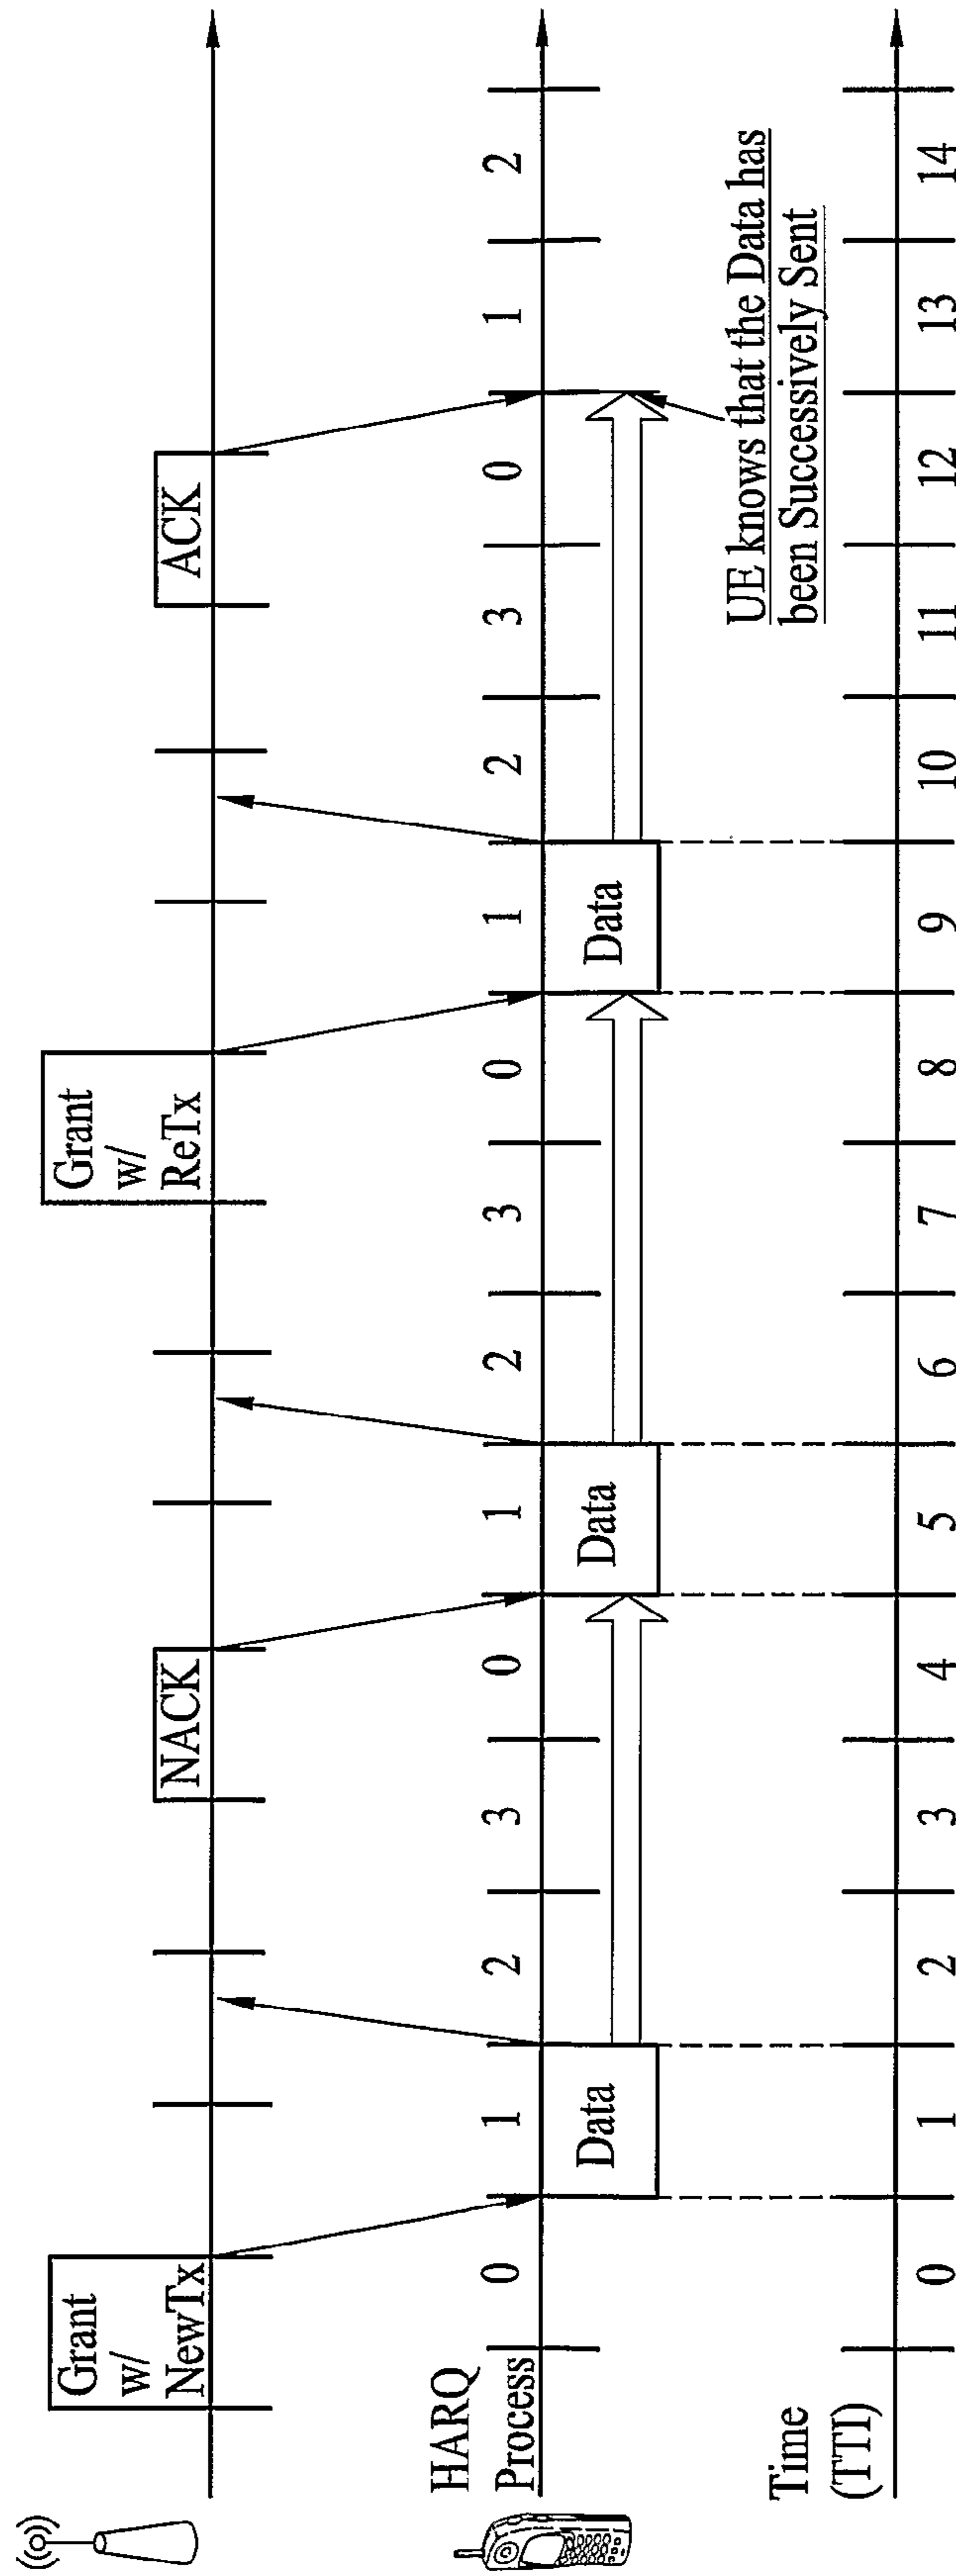 Grant
w/
NewTx
NACK
Grant
w/
ReTx
ACK
HARQ
Process
0 1 2 3 0 1 2 3 0 1 2 3 0 1 2
Data Data Data
UE knows that the Data has
been Successively Sent
Time
(TTI)
0 1 2 3 4 5 6 7 8 9 10 11 12 13 14